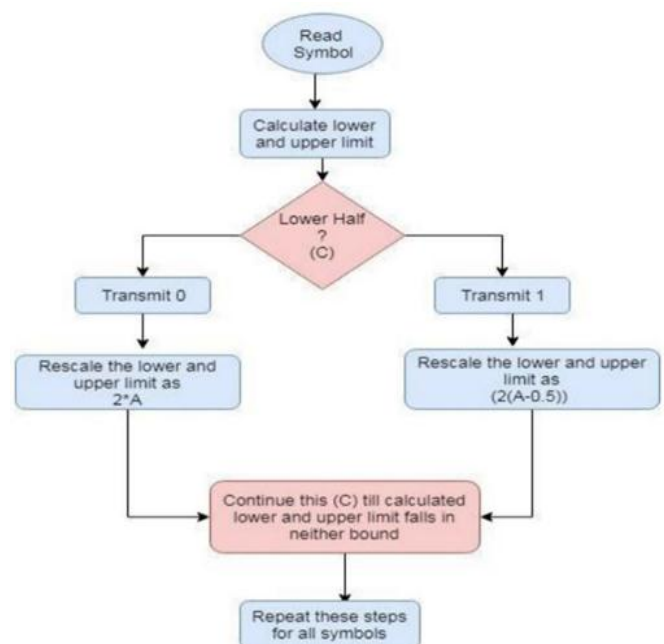 Read
Symbol
Calculate lower
and upper limit
Lower Half
?
(C)
Transmit 0
Transmit 1
Rescale the lower and
upper limit as
2*A
Rescale the lower and upper
limit as
(2(A-0.5))
Continue this (C) till calculated
lower and upper limit falls in
neither bound
Repeat these steps
for all symbols